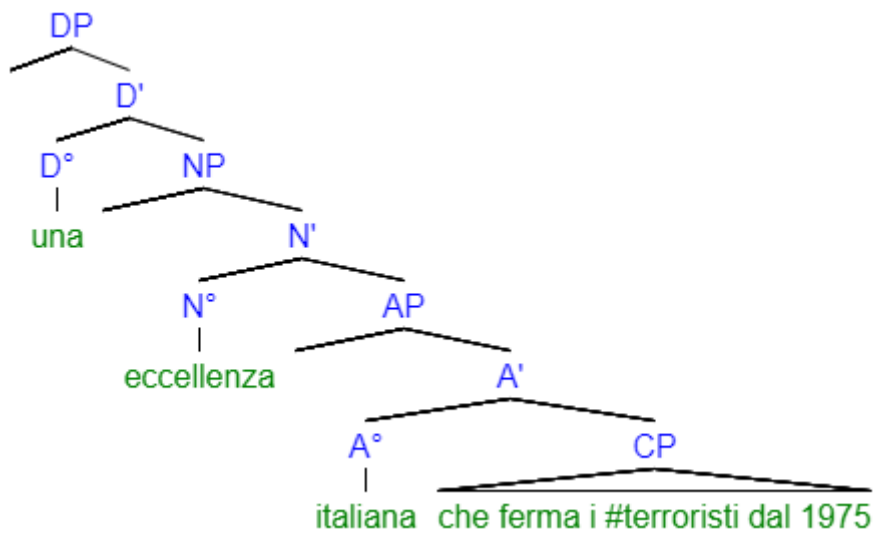 DP
D'
D° NP
una N'
N° AP
eccellenza A'
A° CP
italiana che ferma i #terroristi dal 1975